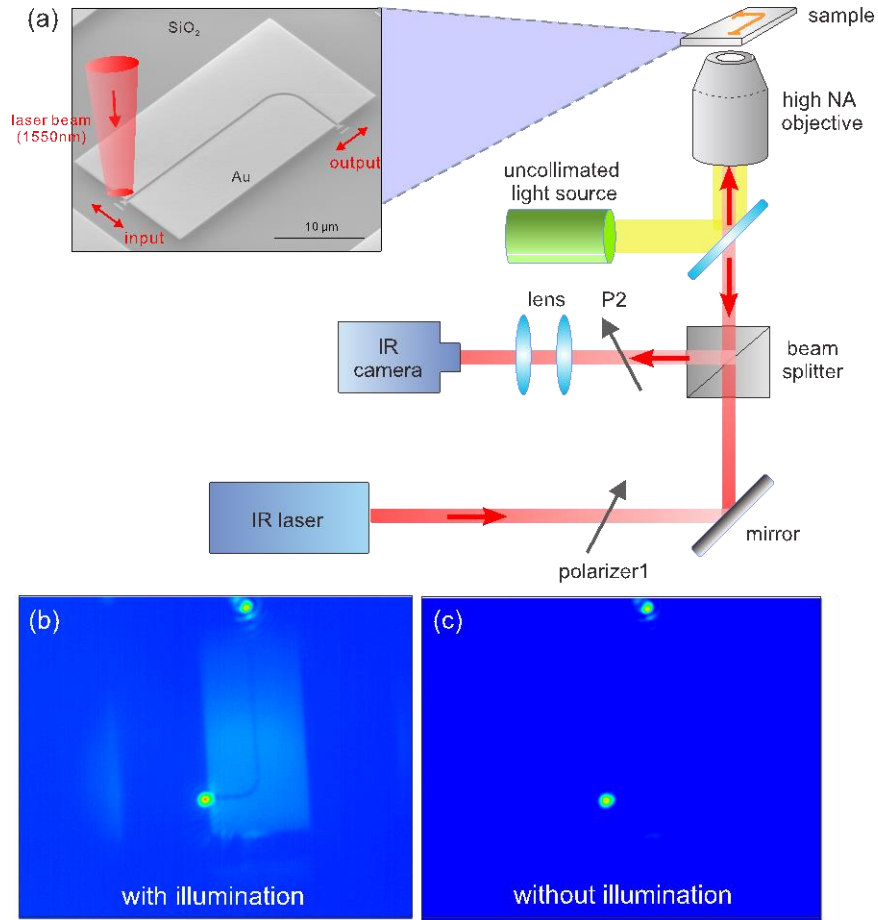 (a)
SiO₂
laser beam
(1550nm)
output
Au
input
10 μm
sample
high NA
objective
uncollimated
light source
lens
P2
IR
camera
beam
splitter
IR laser
polarizer1
mirror
(b)
with illumination
(c)
without illumination